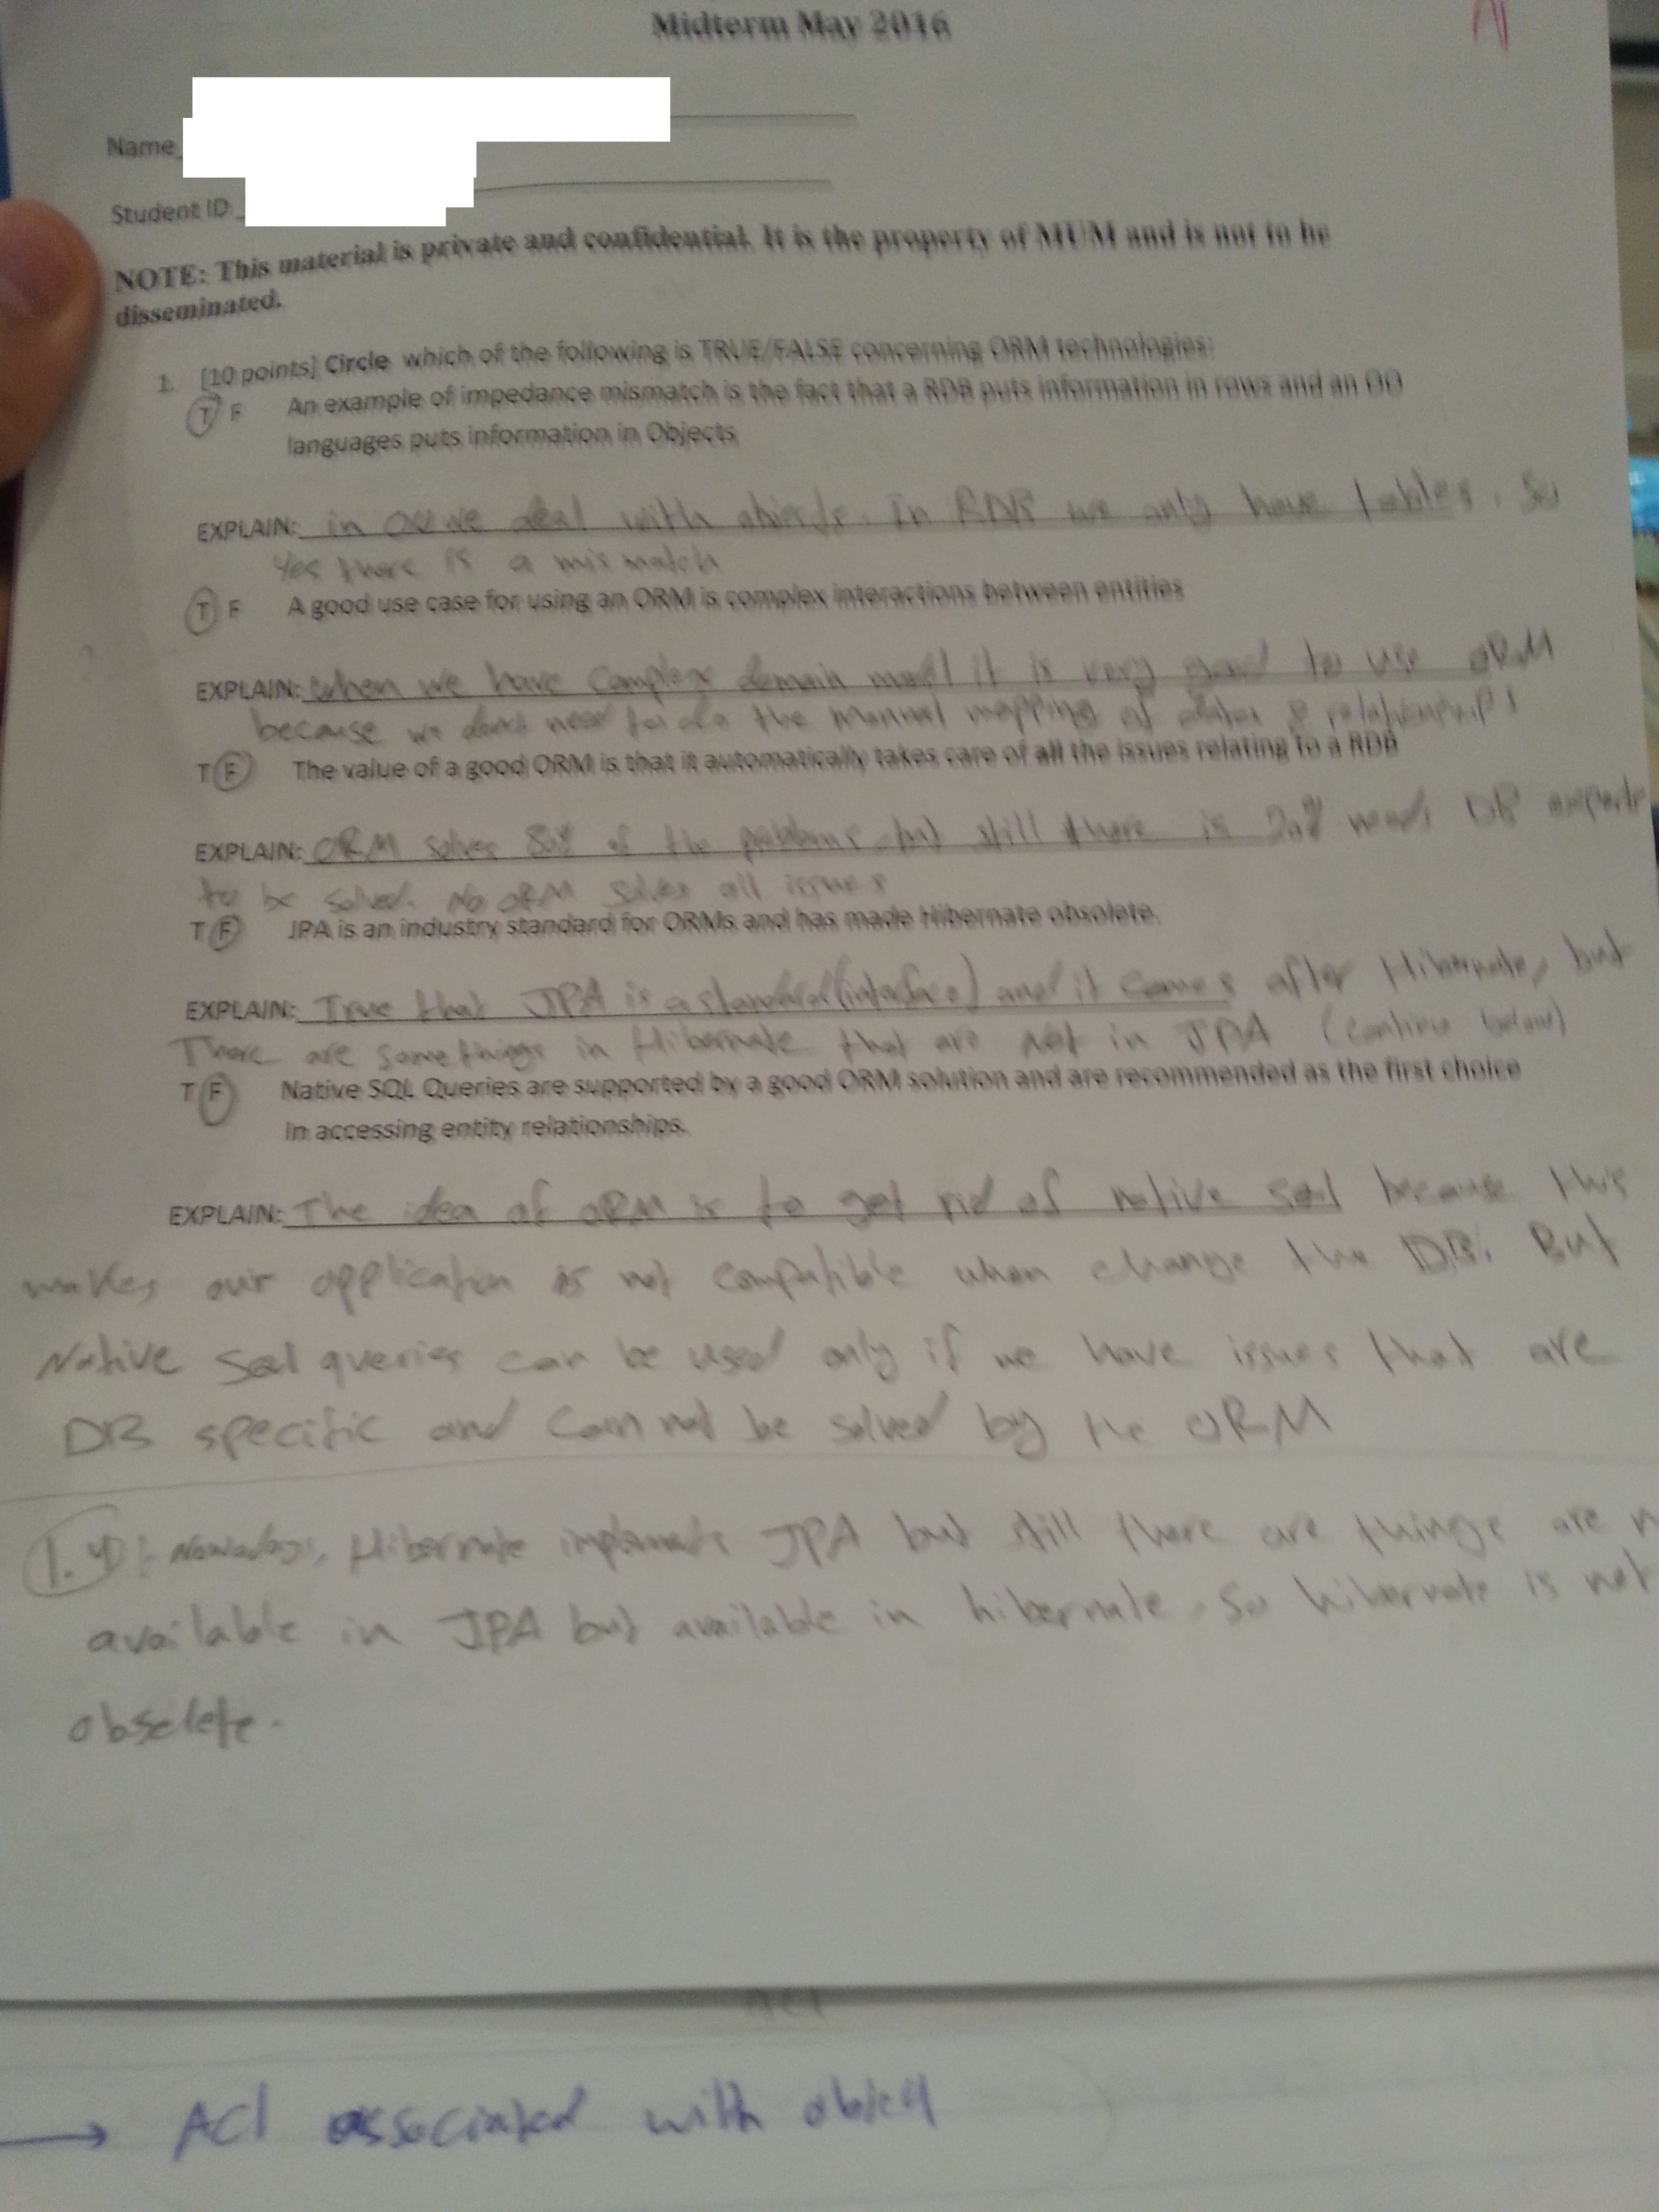 Midterm May 2016
Name
Student ID
NOTE: This material is private and confidential. It is the property of MUM and is not to be
disseminated.
1. [10 points] Circle which of the following is TRUE/FALSE concerning ORM technologies:
T F An example of impedance mismatch is the fact that a RDB puts information in rows and an OO
languages puts information in Objects
EXPLAIN: in OO we deal with objects. In RDB we only have tables. So
Yes there is a mismatch
T F A good use case for using an ORM is complex interactions between entities
EXPLAIN: When we have Complex domain model it is very good to use ORM
because we don't need to do the manual mapping of & relationships
T F The value of a good ORM is that it automatically takes care of all the issues relating to a RDB
EXPLAIN: ORM solves 80% of the problems but still there is 20% needs DB experts
to be solved. No ORM solves all issues
T F JPA is an industry standard for ORMs and has made Hibernate obsolete.
EXPLAIN: True that JPA is a standard (interface) and it comes after Hibernate, but
There are some things in Hibernate that are not in JPA (continue below)
T F Native SQL Queries are supported by a good ORM solution and are recommended as the first choice
In accessing entity relationships.
EXPLAIN: The idea of ORM is to get rid of native sql because this
makes our application is not compatible when change the DB. But
Native Sql queries can be used only if we have issues that are
DB specific and Can not be solved by the ORM
1.4: Nowadays, Hibernate implements JPA but still there are things are
available in JPA but available in hibernate. So hibernate is not
obselete.
→ ACl associated with object